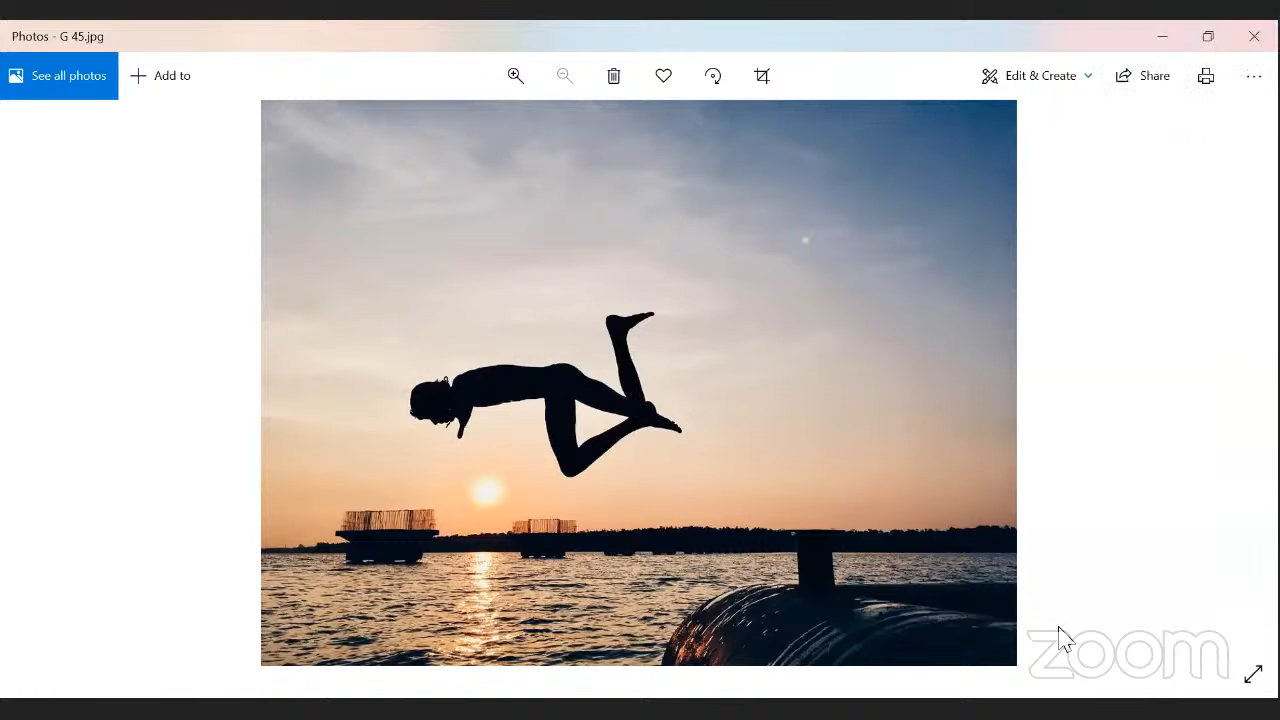 Photos - G 45.jpg
See all photos
Add to
Edit & Create
Share
zoom